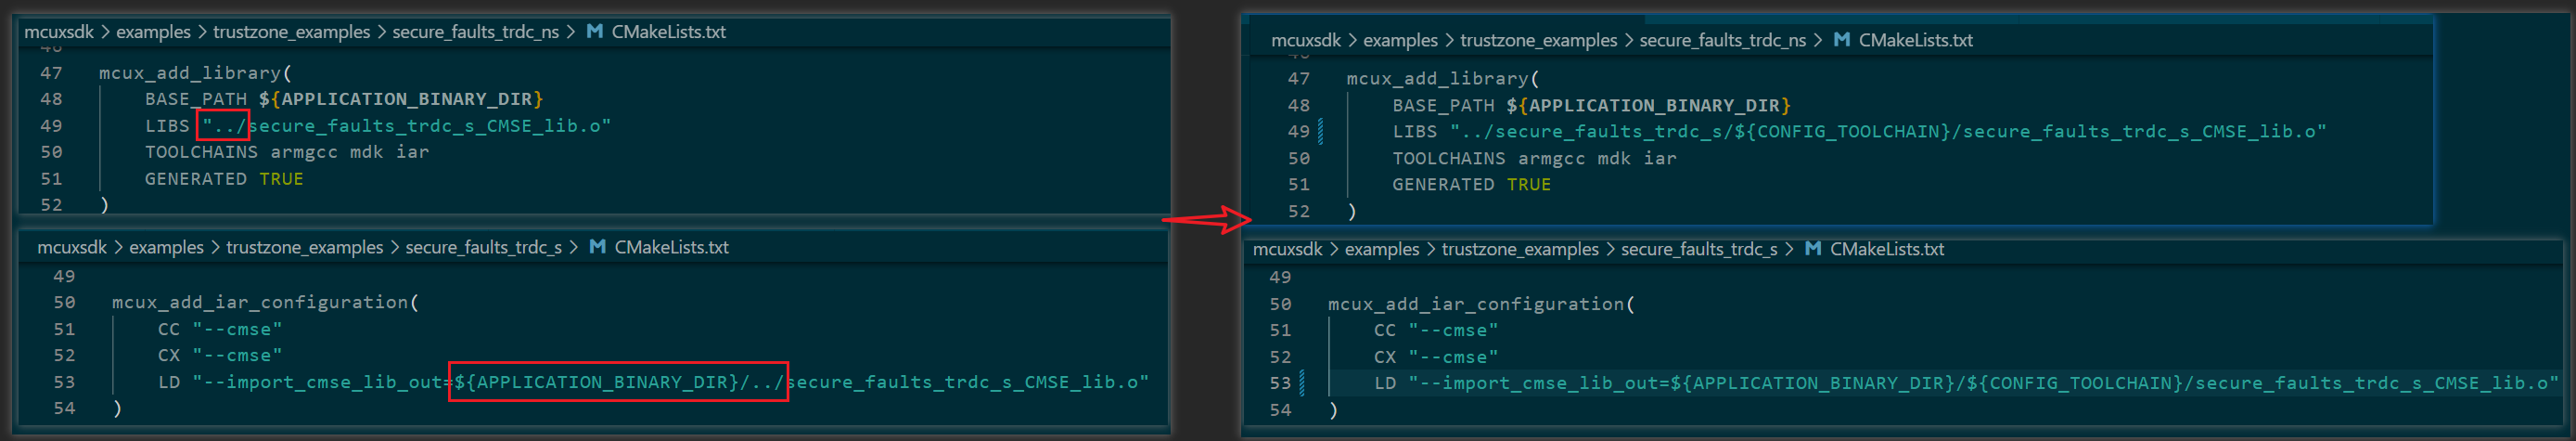 mcuxsdk > examples > trustzone_examples > secure_faults_trdc_ns > M CMakeLists.txt
47 mcux_add_library(
48 BASE_PATH ${APPLICATION_BINARY_DIR}
49 LIBS "../secure_faults_trdc_s_CMSE_lib.o"
50 TOOLCHAINS armgcc mdk iar
51 GENERATED TRUE
52 )
mcuxsdk > examples > trustzone_examples > secure_faults_trdc_s > M CMakeLists.txt
49
50 mcux_add_iar_configuration(
51 CC "--cmse"
52 CX "--cmse"
53 LD "--import_cmse_lib_out=${APPLICATION_BINARY_DIR}/../secure_faults_trdc_s_CMSE_lib.o"
54 )
mcuxsdk > examples > trustzone_examples > secure_faults_trdc_ns > M CMakeLists.txt
47 mcux_add_library(
48 BASE_PATH ${APPLICATION_BINARY_DIR}
49 LIBS "../secure_faults_trdc_s/${CONFIG_TOOLCHAIN}/secure_faults_trdc_s_CMSE_lib.o"
50 TOOLCHAINS armgcc mdk iar
51 GENERATED TRUE
52 )
mcuxsdk > examples > trustzone_examples > secure_faults_trdc_s > M CMakeLists.txt
49
50 mcux_add_iar_configuration(
51 CC "--cmse"
52 CX "--cmse"
53 LD "--import_cmse_lib_out=${APPLICATION_BINARY_DIR}/${CONFIG_TOOLCHAIN}/secure_faults_trdc_s_CMSE_lib.o"
54 )